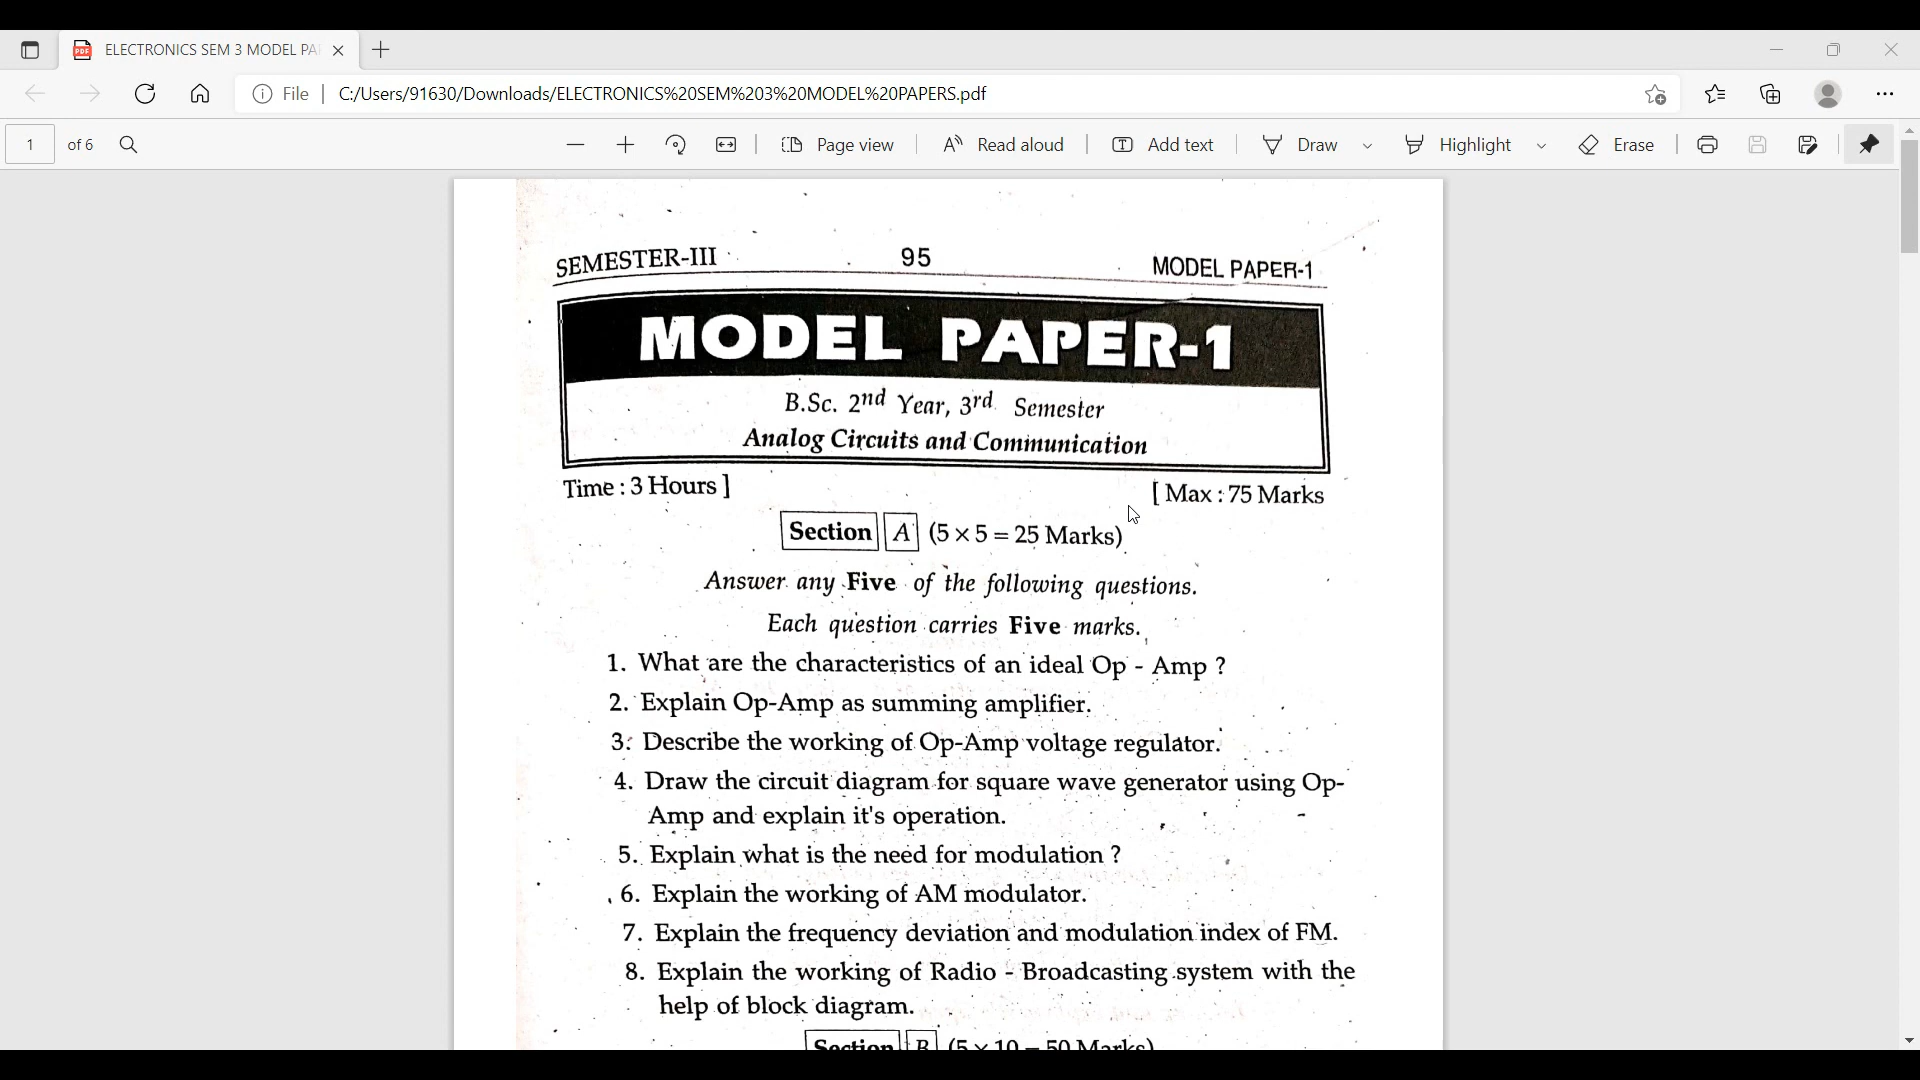 ELECTRONICS SEM 3 MODEL PA
File C:/Users/91630/Downloads/ELECTRONICS%20SEM%203%20MODEL%20PAPERS.pdf
1 of 6 Page view Read aloud Add text Draw Highlight Erase
SEMESTER-III 95 MODEL PAPER-1
MODEL PAPER-1
B.Sc. 2nd Year, 3rd Semester
Analog Circuits and Communication
Time : 3 Hours ] [ Max : 75 Marks
Section A (5 × 5 = 25 Marks)
Answer any Five of the following questions.
Each question carries Five marks.
1. What are the characteristics of an ideal Op - Amp ?
2. Explain Op-Amp as summing amplifier.
3. Describe the working of Op-Amp voltage regulator.
4. Draw the circuit diagram for square wave generator using Op-
Amp and explain it's operation.
5. Explain what is the need for modulation ?
6. Explain the working of AM modulator.
7. Explain the frequency deviation and modulation index of FM.
8. Explain the working of Radio - Broadcasting system with the
help of block diagram.
Section B (5 × 10 = 50 Marks)